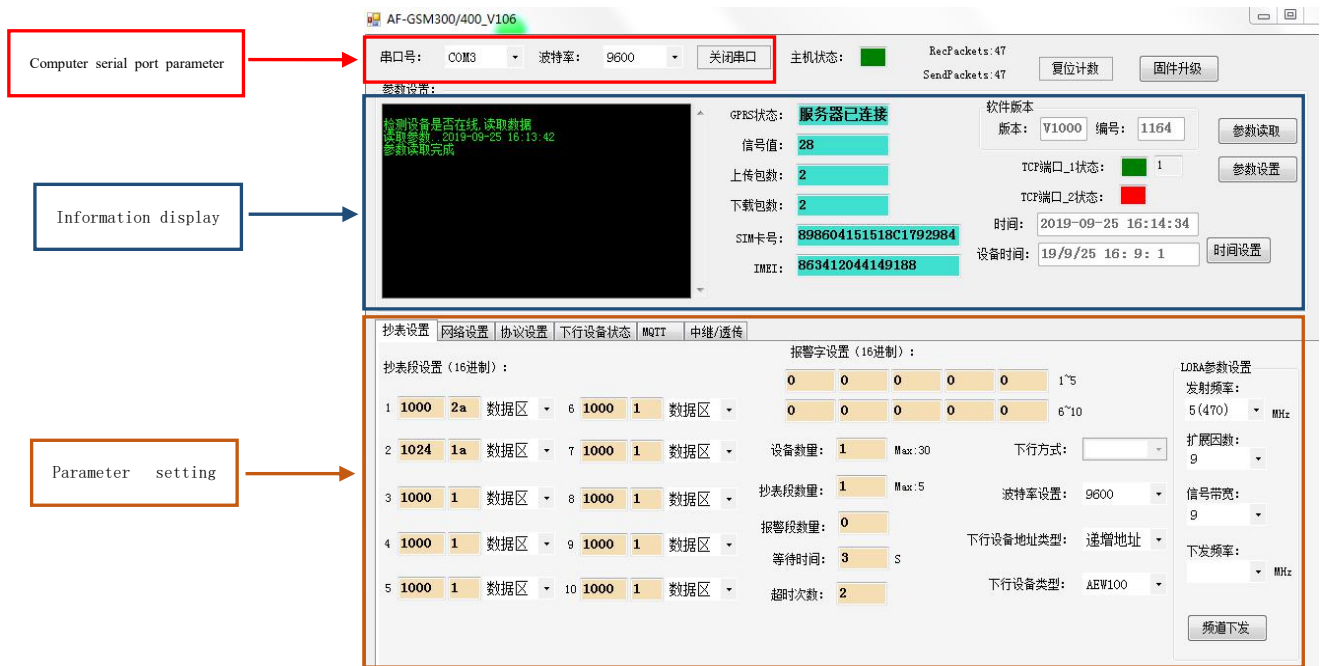 AF-GSM300/400_V106
Computer serial port parameter
串口号: COM3 波特率: 9600 关闭串口 主机状态: RecPackets:47
SendPackets:47 复位计数 固件升级
参数设置:
检测设备是否在线,读取数据
读取参数..2019-09-25 16:13:42
参数读取完成
GPRS状态: 服务器已连接
信号值: 28
上传包数: 2
下载包数: 2
SIM卡号: 898604151518C1792984
IMEI: 863412044149188
软件版本
版本: V1000 编号: 1164
参数读取
TCP端口_1状态: 1
参数设置
TCP端口_2状态:
时间: 2019-09-25 16:14:34
设备时间: 19/9/25 16: 9: 1 时间设置
Information display
抄表设置 网络设置 协议设置 下行设备状态 MQTT 中继/透传
Parameter setting
抄表段设置（16进制）:
1 1000 2a 数据区 6 1000 1 数据区
2 1024 1a 数据区 7 1000 1 数据区
3 1000 1 数据区 8 1000 1 数据区
4 1000 1 数据区 9 1000 1 数据区
5 1000 1 数据区 10 1000 1 数据区
报警字设置（16进制）:
0 0 0 0 0 1~5
0 0 0 0 0 6~10
设备数量: 1 Max:30
抄表段数量: 1 Max:5
报警段数量: 0
等待时间: 3 S
超时次数: 2
下行方式:
波特率设置: 9600
下行设备地址类型: 递增地址
下行设备类型: AEW100
LORA参数设置
发射频率:
5(470) MHz
扩展因数:
9
信号带宽:
9
下发频率:
MHz
频道下发